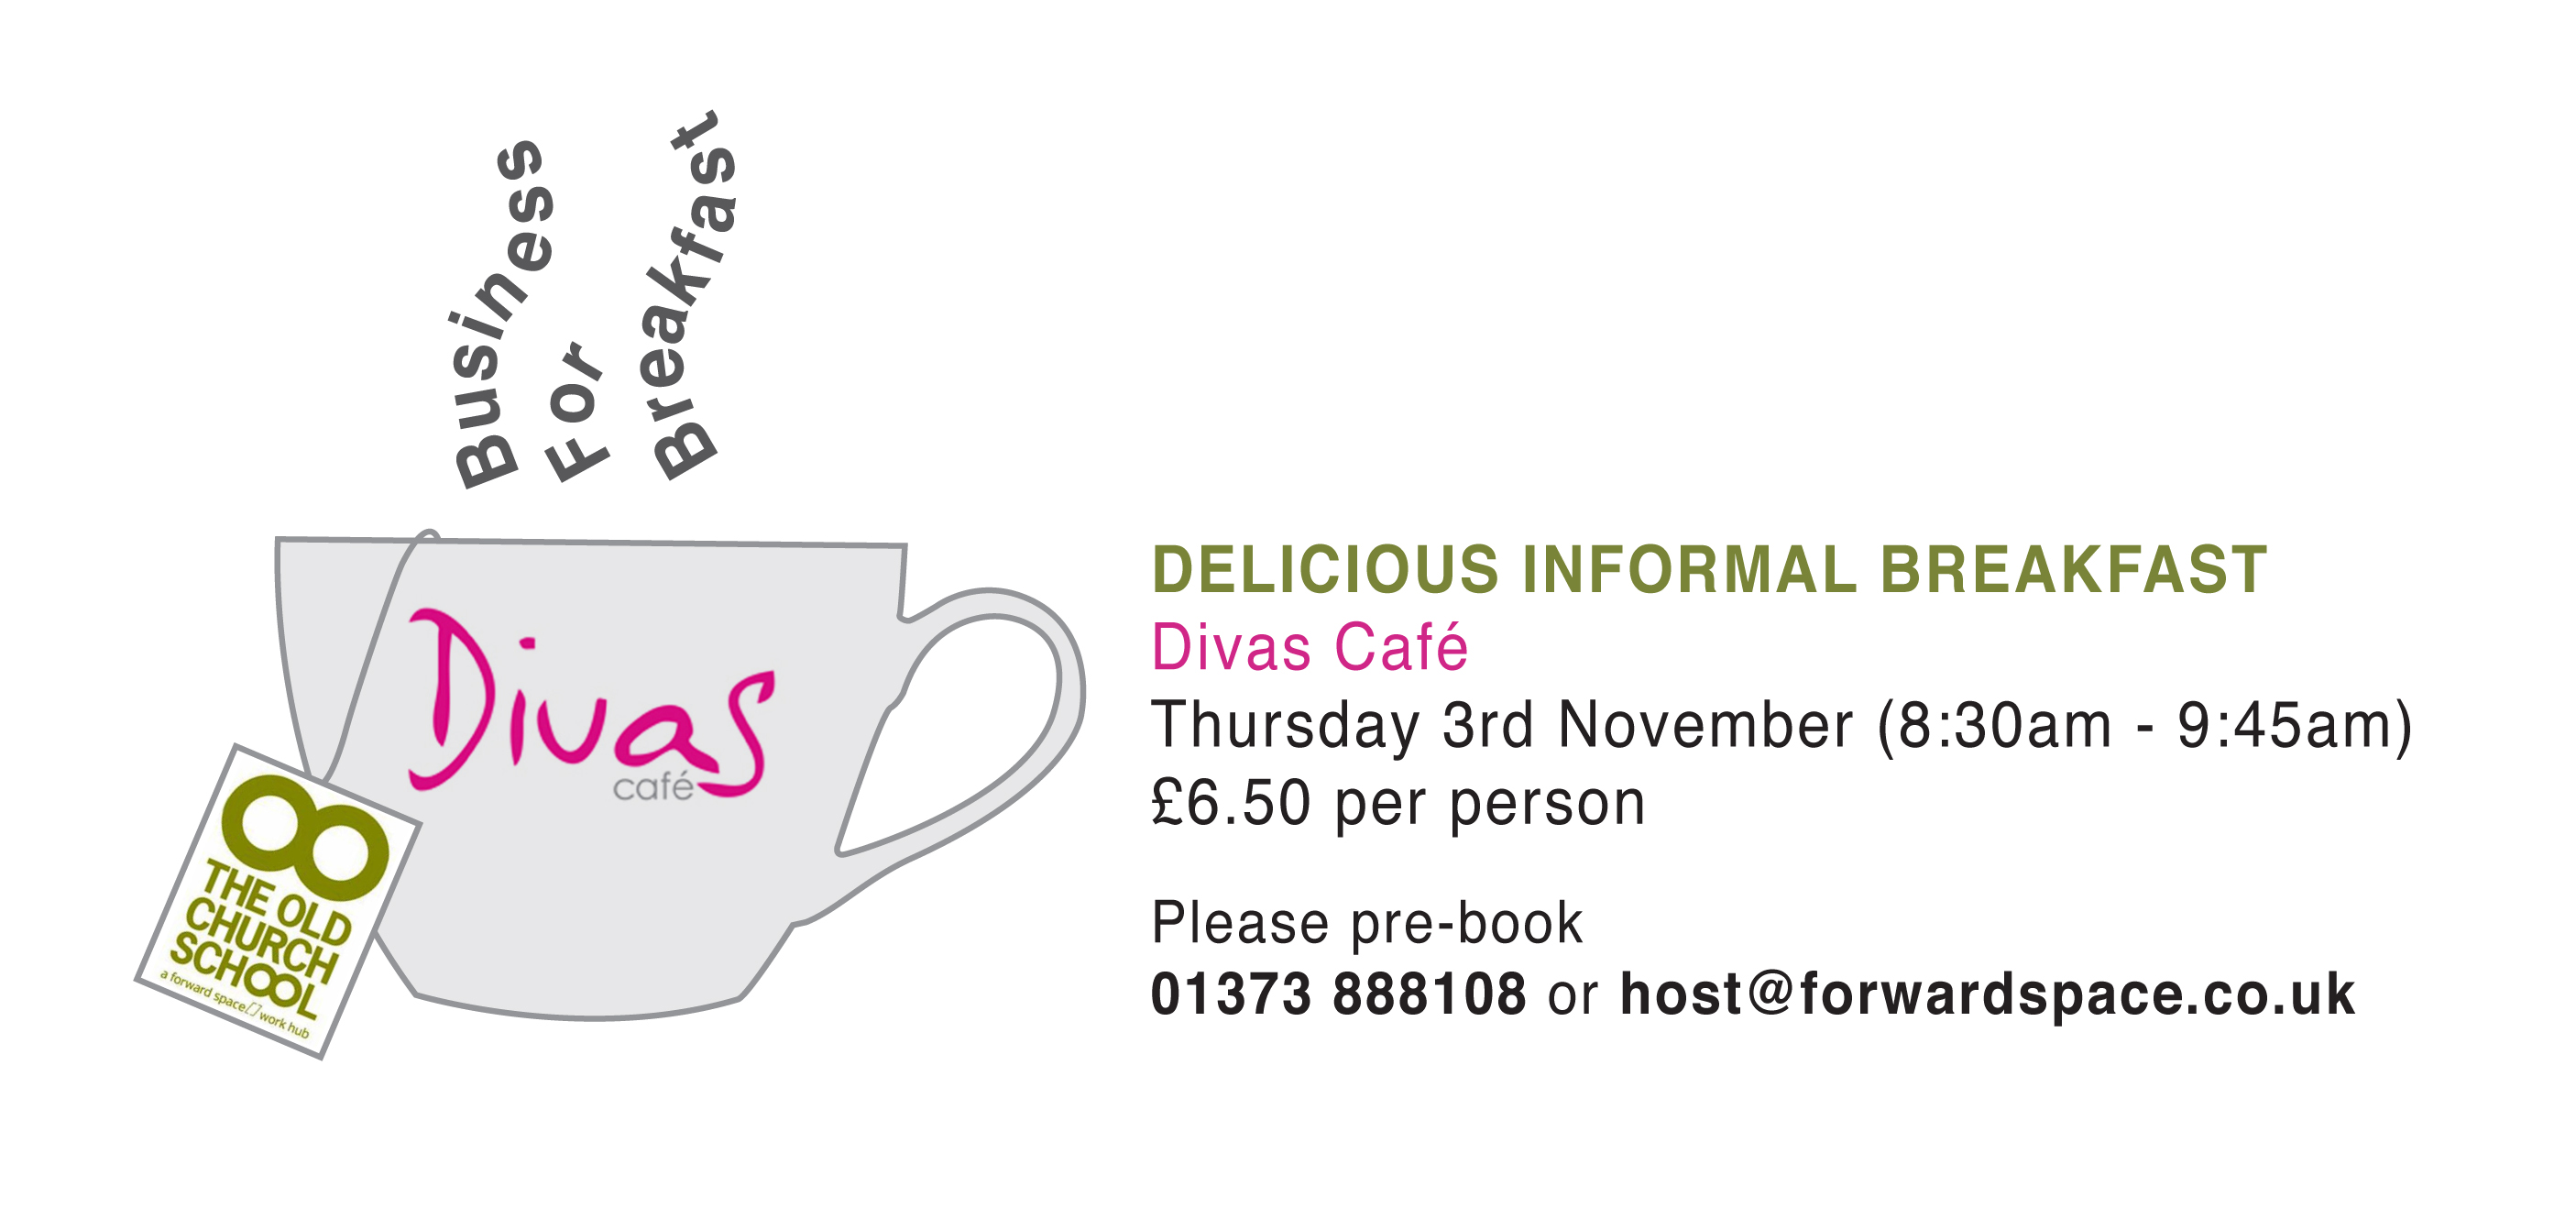 Business
For
Breakfast
Divas
café
THE OLD
CHURCH
SCHOOL
a forward space[] work hub
DELICIOUS INFORMAL BREAKFAST
Divas Café
Thursday 3rd November (8:30am - 9:45am)
£6.50 per person
Please pre-book
01373 888108 or host@forwardspace.co.uk